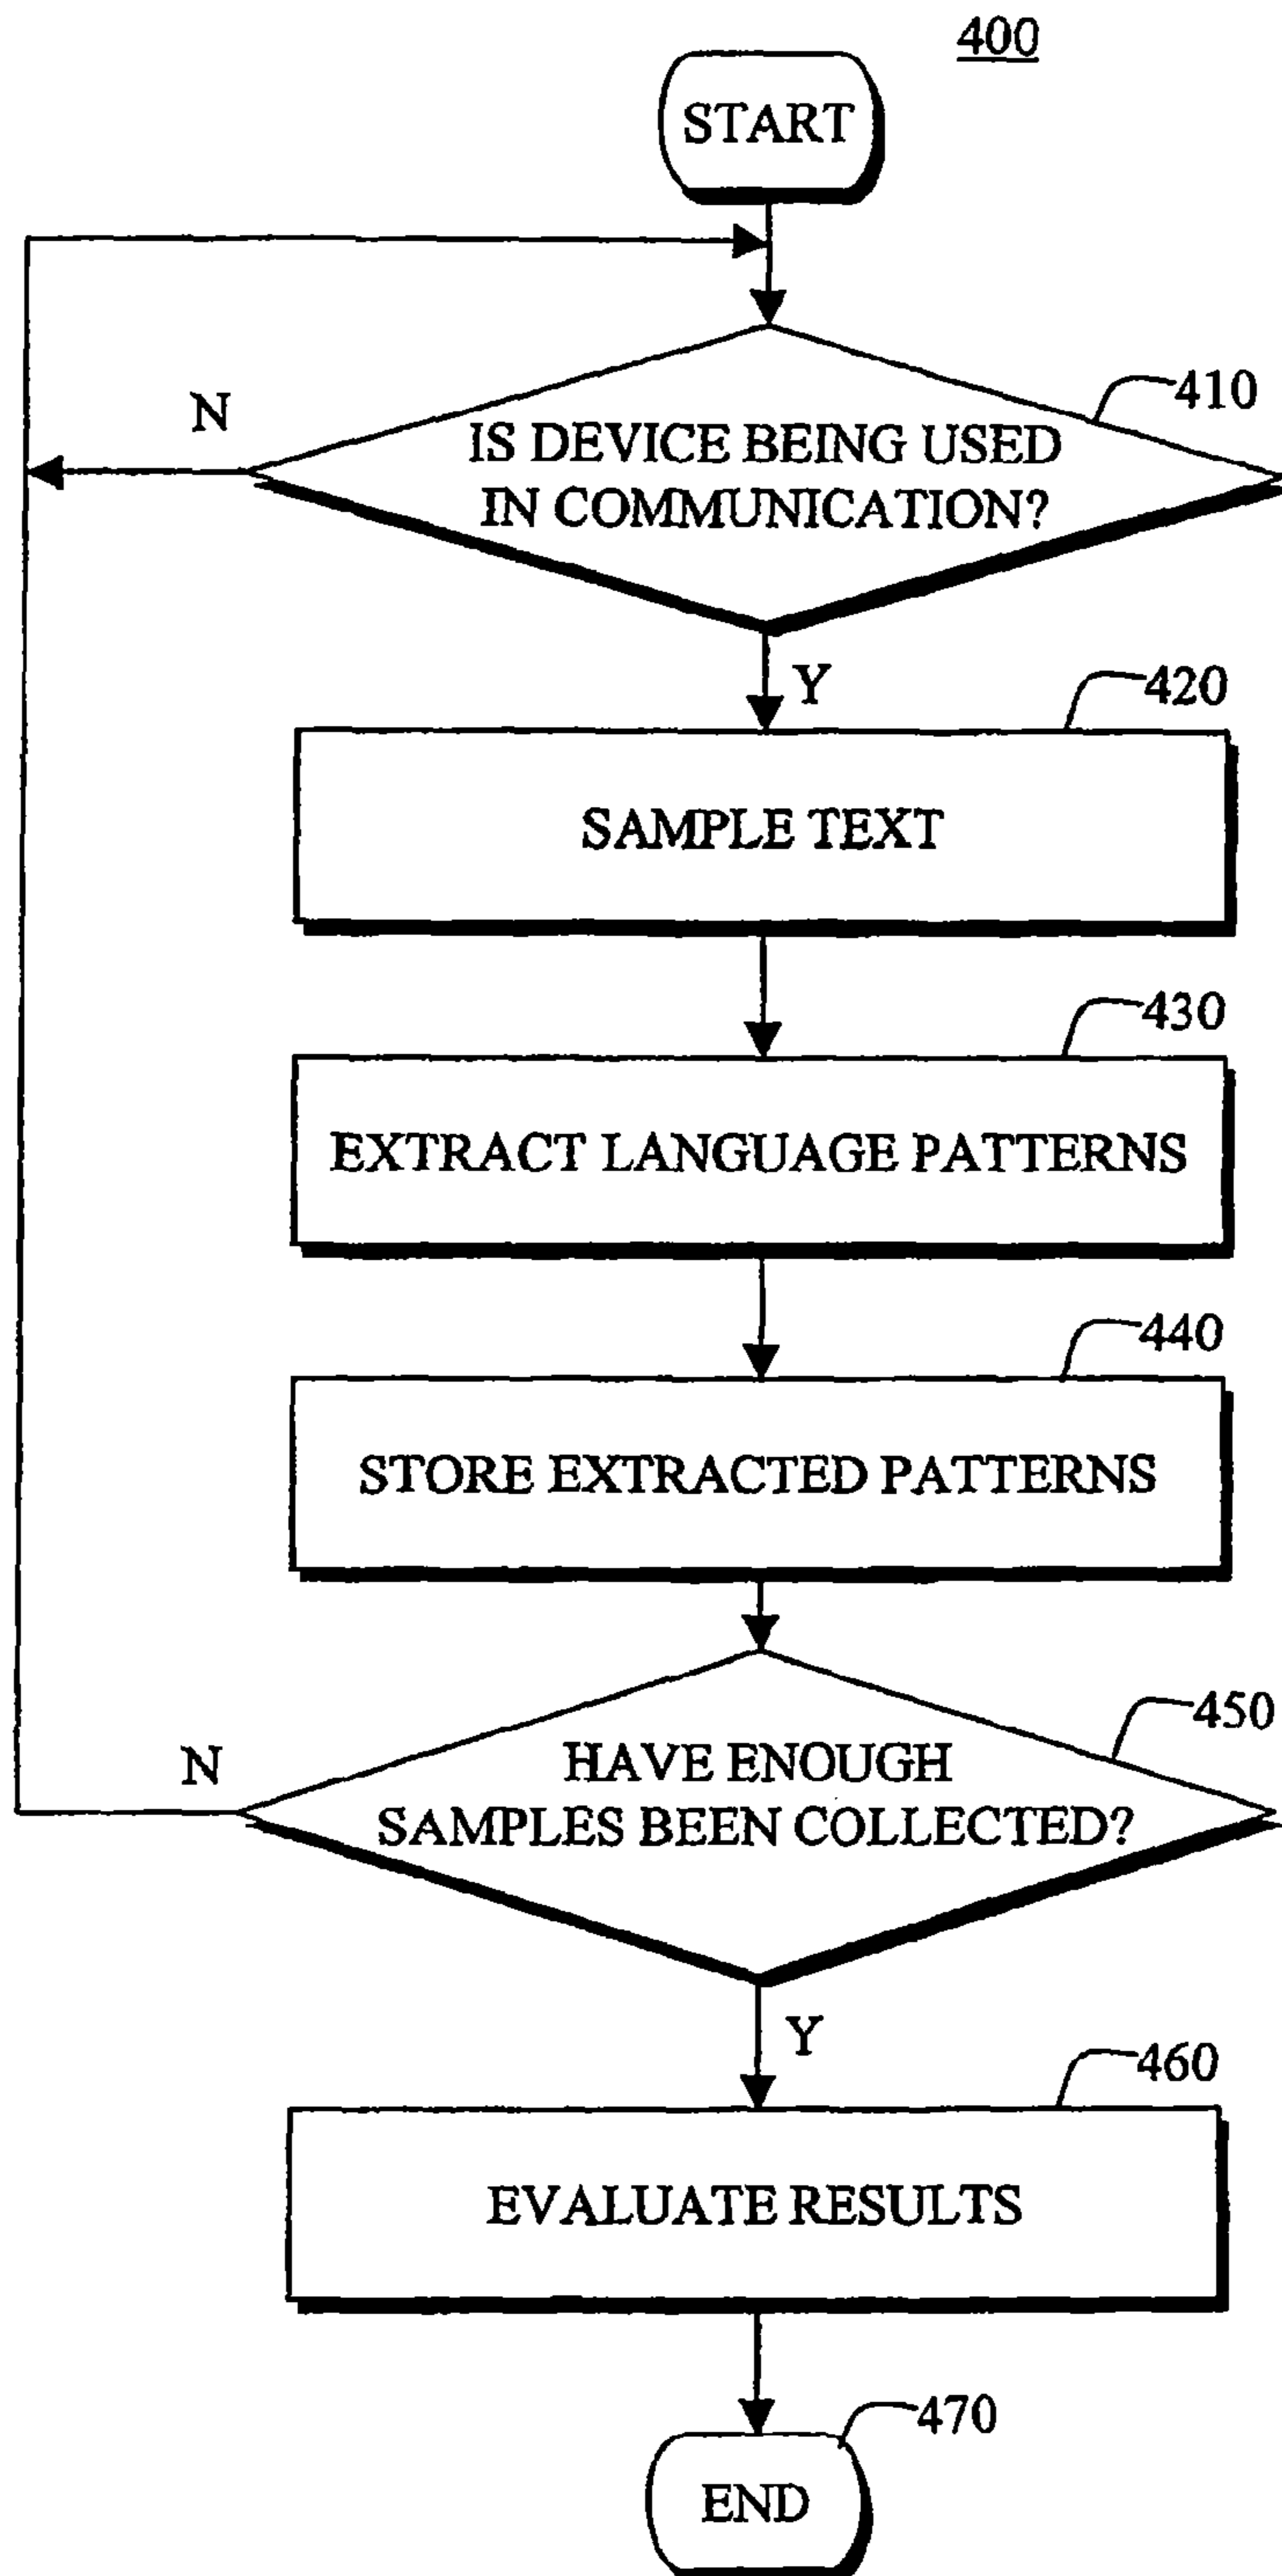 400
START
410
N
IS DEVICE BEING USED
IN COMMUNICATION?
Y
420
SAMPLE TEXT
430
EXTRACT LANGUAGE PATTERNS
440
STORE EXTRACTED PATTERNS
450
N
HAVE ENOUGH
SAMPLES BEEN COLLECTED?
Y
460
EVALUATE RESULTS
470
END